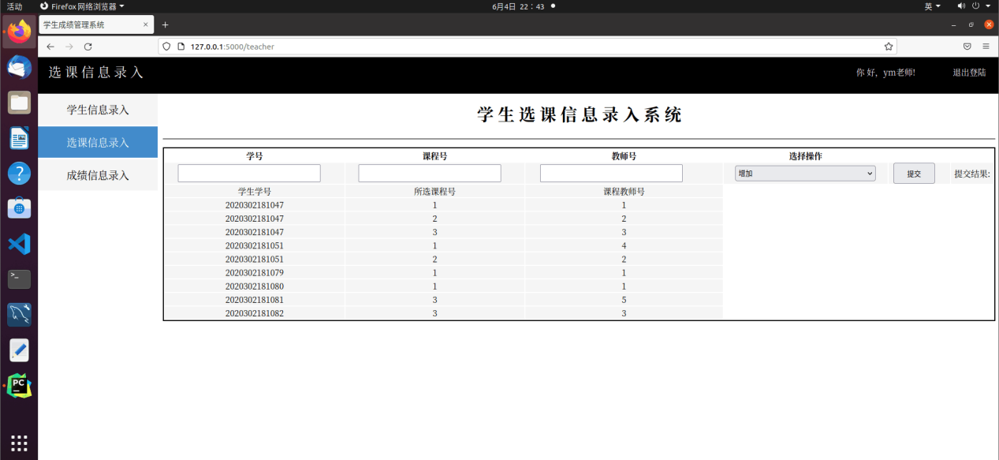 活动 Firefox 网络浏览器 6月4日 22：43 英
学生成绩管理系统
127.0.0.1:5000/teacher
选课信息录入 你 好，ym老师! 退出登陆
学生信息录入
选课信息录入
成绩信息录入
学生选课信息录入系统
学号 课程号 教师号 选择操作
增加 提交 提交结果:
学生学号 所选课程号 课程教师号
2020302181047 1 1
2020302181047 2 2
2020302181047 3 3
2020302181051 1 4
2020302181051 2 2
2020302181079 1 1
2020302181080 1 1
2020302181081 3 5
2020302181082 3 3
PC